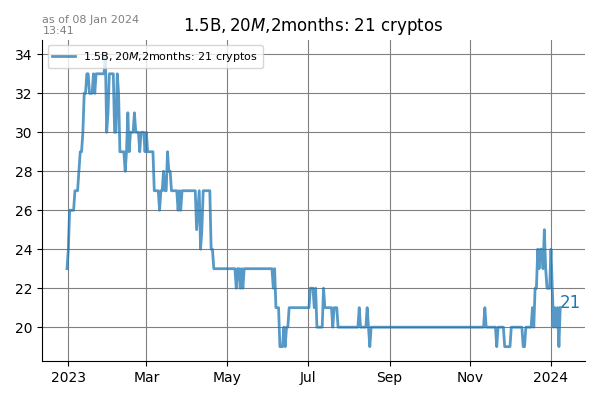 as of 08 Jan 2024
13:41
1.5B, 20M,2months: 21 cryptos
1.5B, 20M,2months: 21 cryptos
34
32
30
28
26
24
22
20
21
2023
Mar
May
Jul
Sep
Nov
2024